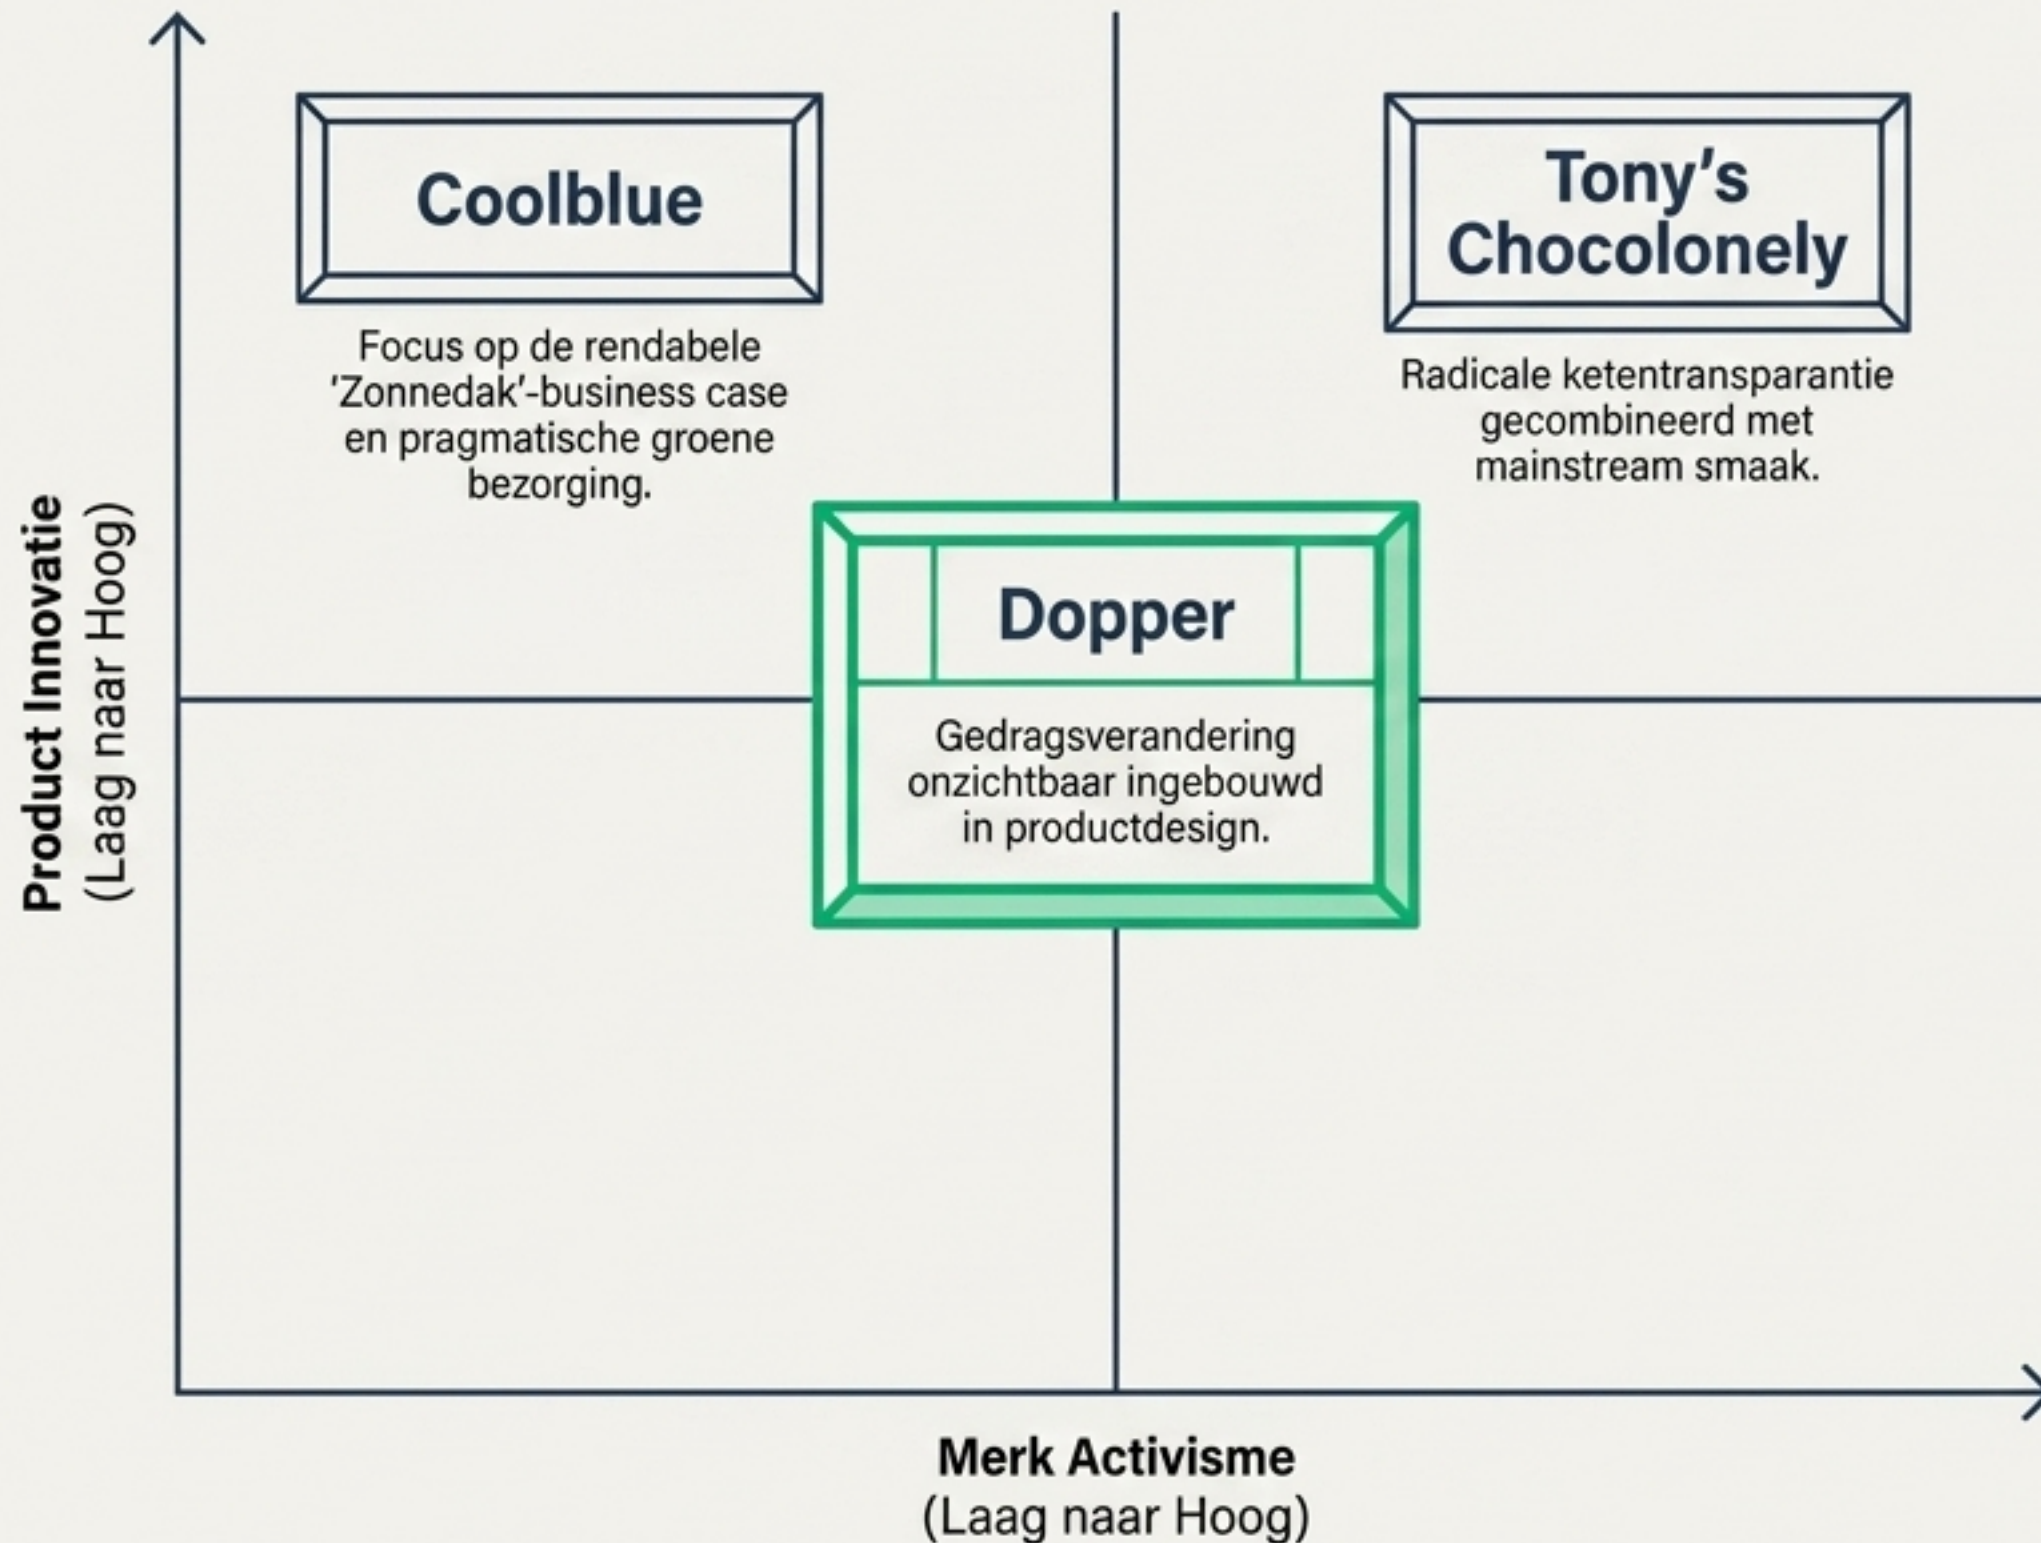 Coolblue
Focus op de rendabele
'Zonnedak'-business case
en pragmatische groene
bezorging.
Tony's
Chocolonely
Radicale ketentransparantie
gecombineerd met
mainstream smaak.
Product Innovatie
(Laag naar Hoog)
Dopper
Gedragsverandering
onzichtbaar ingebouwd
in productdesign.
Merk Activisme
(Laag naar Hoog)